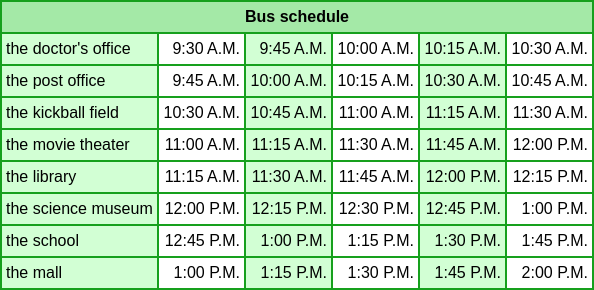 Bus schedule
the doctor's office 9:30 A.M. 9:45 A.M. 10:00 A.M. 10:15 A.M. 10:30 A.M.
the post office 9:45 A.M. 10:00 A.M. 10:15 A.M. 10:30 A.M. 10:45 A.M.
the kickball field 10:30 A.M. 10:45 A.M. 11:00 A.M. 11:15 A.M. 11:30 A.M.
the movie theater 11:00 A.M. 11:15 A.M. 11:30 A.M. 11:45 A.M. 12:00 P.M.
the library 11:15 A.M. 11:30 A.M. 11:45 A.M. 12:00 P.M. 12:15 P.M.
the science museum 12:00 P.M. 12:15 P.M. 12:30 P.M. 12:45 P.M. 1:00 P.M.
the school 12:45 P.M. 1:00 P.M. 1:15 P.M. 1:30 P.M. 1:45 P.M.
the mall 1:00 P.M. 1:15 P.M. 1:30 P.M. 1:45 P.M. 2:00 P.M.